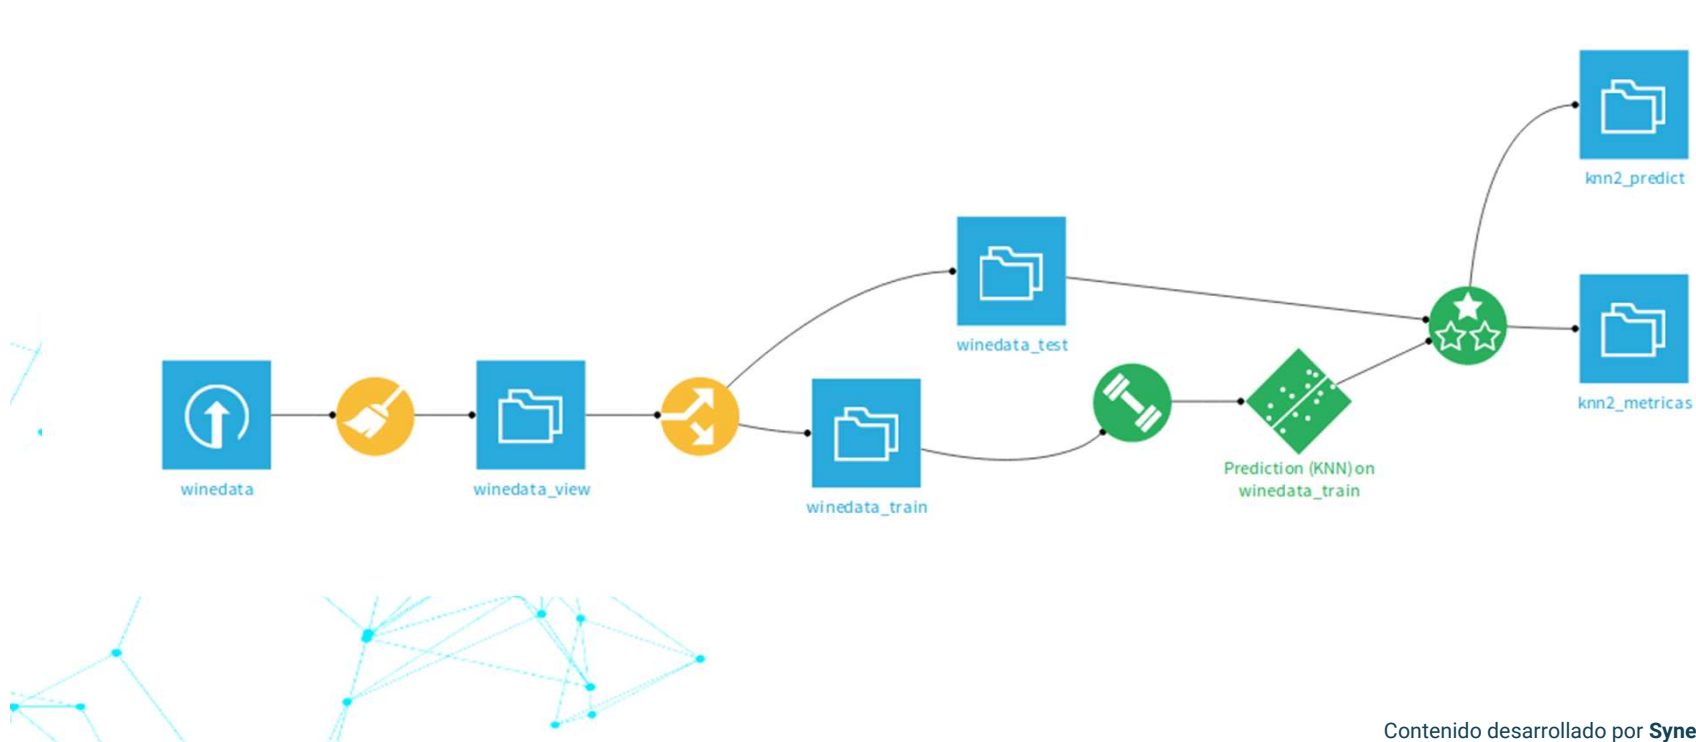 knn2_predict
winedata_test
knn2_metricas
winedata
winedata_view
winedata_train
Prediction (KNN) on
winedata_train
Contenido desarrollado por Syne